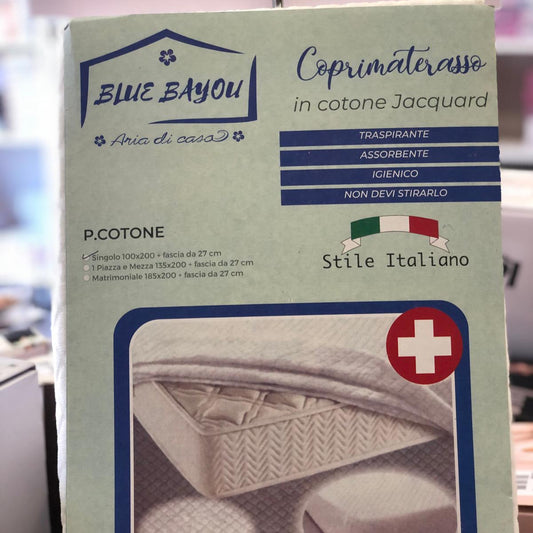 BLUE BAYOU
Aria di casa
Coprimaterasso
in cotone Jacquard
TRASPIRANTE
ASSORBENTE
IGIENICO
NON DEVI STIRARLO
P.COTONE
Singolo 100x200 + fascia da 27 cm
1 Piazza e Mezza 135x200 + fascia da 27 cm
Matrimoniale 185x200 + fascia da 27 cm
Stile Italiano